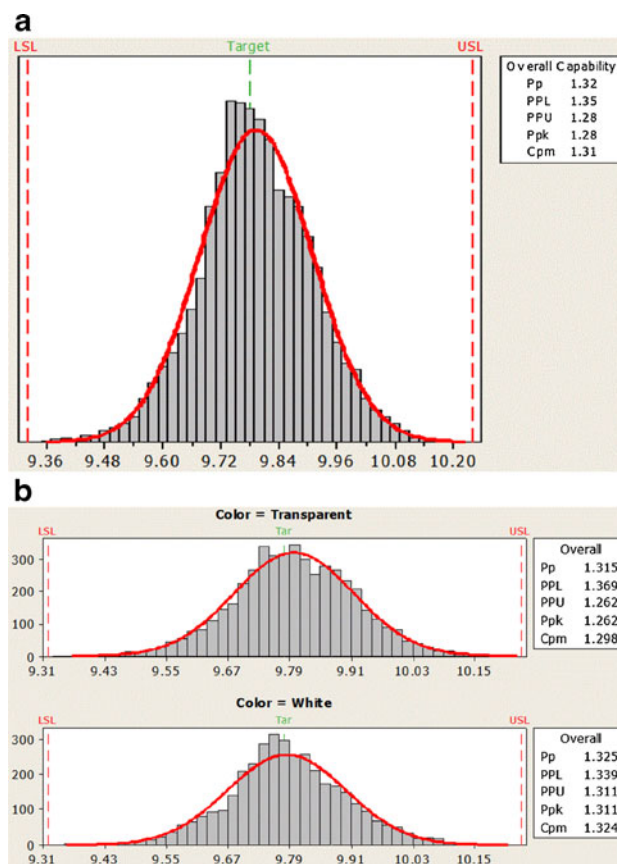 a
LSL Target USL
Overall Capability
Pp 1.32
PPL 1.35
PPU 1.28
Ppk 1.28
Cpm 1.31
9.36 9.48 9.60 9.72 9.84 9.96 10.08 10.20
b
Color = Transparent
LSL Tar USL
300
200
100
0
9.31 9.43 9.55 9.67 9.79 9.91 10.03 10.15
Overall
Pp 1.315
PPL 1.369
PPU 1.262
Ppk 1.262
Cpm 1.298
Color = White
LSL Tar USL
300
200
100
0
9.31 9.43 9.55 9.67 9.79 9.91 10.03 10.15
Overall
Pp 1.325
PPL 1.339
PPU 1.311
Ppk 1.311
Cpm 1.324